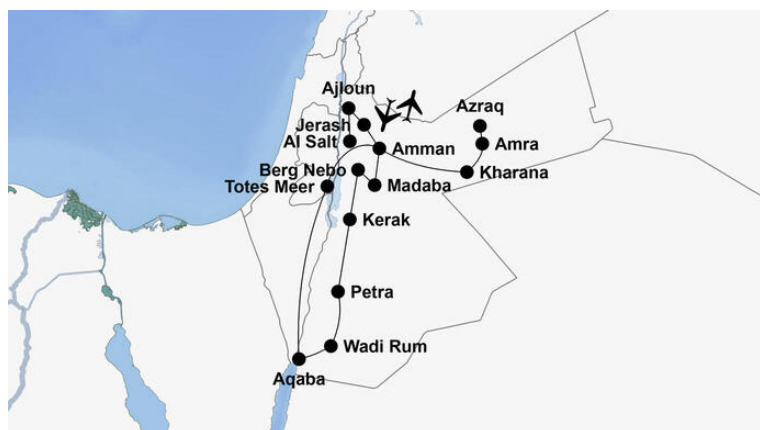 Ajloun
Azraq
Jerash
Amra
Al Salt
Amman
Berg Nebo
Kharana
Totes Meer
Madaba
Kerak
Petra
Wadi Rum
Aqaba